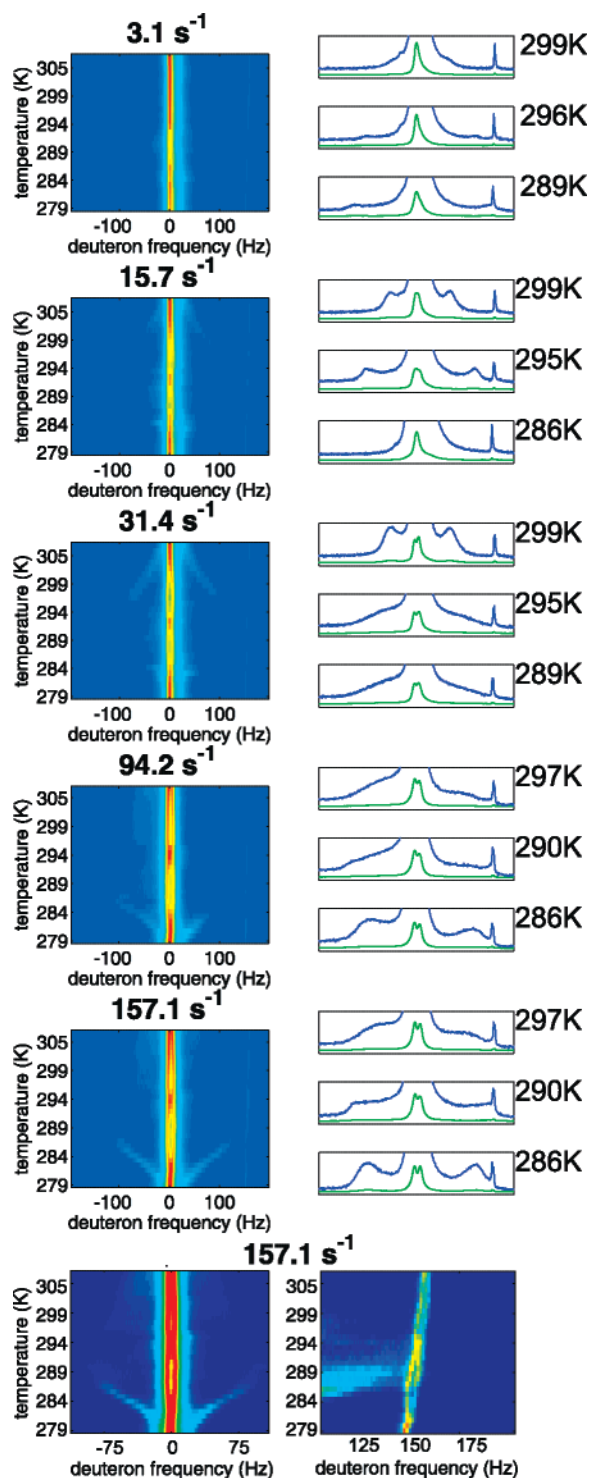 3.1 s⁻¹
temperature (K)
305
299
294
289
284
279
-100 0 100
deuteron frequency (Hz)
299K
296K
289K
15.7 s⁻¹
temperature (K)
305
299
294
289
284
279
-100 0 100
deuteron frequency (Hz)
299K
295K
286K
31.4 s⁻¹
temperature (K)
305
299
294
289
284
279
-100 0 100
deuteron frequency (Hz)
299K
295K
289K
94.2 s⁻¹
temperature (K)
305
299
294
289
284
279
-100 0 100
deuteron frequency (Hz)
297K
290K
286K
157.1 s⁻¹
temperature (K)
305
299
294
289
284
279
-100 0 100
deuteron frequency (Hz)
297K
290K
286K
157.1 s⁻¹
temperature (K)
305
299
294
289
284
279
-75 0 75
deuteron frequency (Hz)
temperature (K)
305
299
294
289
284
279
125 150 175
deuteron frequency (Hz)